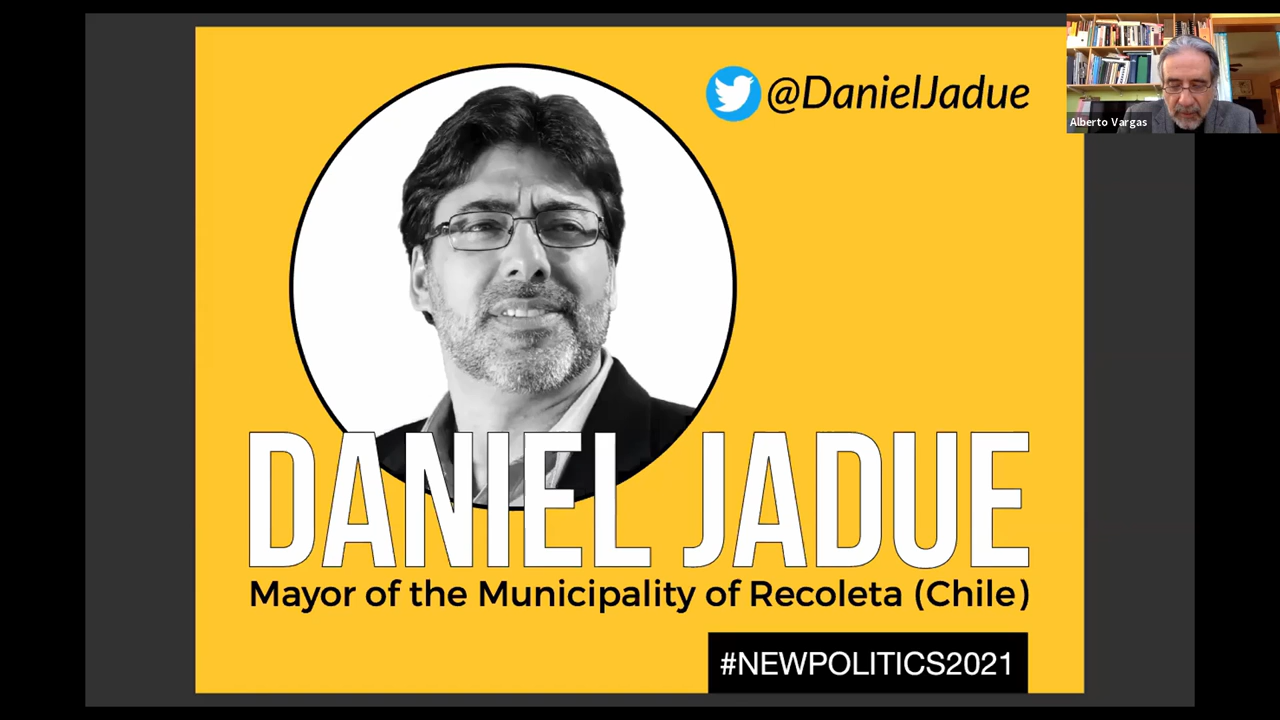 @DanielJadue
Alberto Vargas
DANIEL JADUE
Mayor of the Municipality of Recoleta (Chile)
#NEWPOLITICS2021